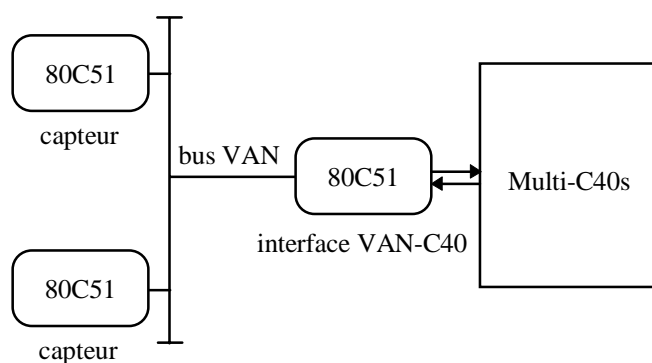 80C51
capteur
bus VAN
80C51
Multi-C40s
interface VAN-C40
80C51
capteur